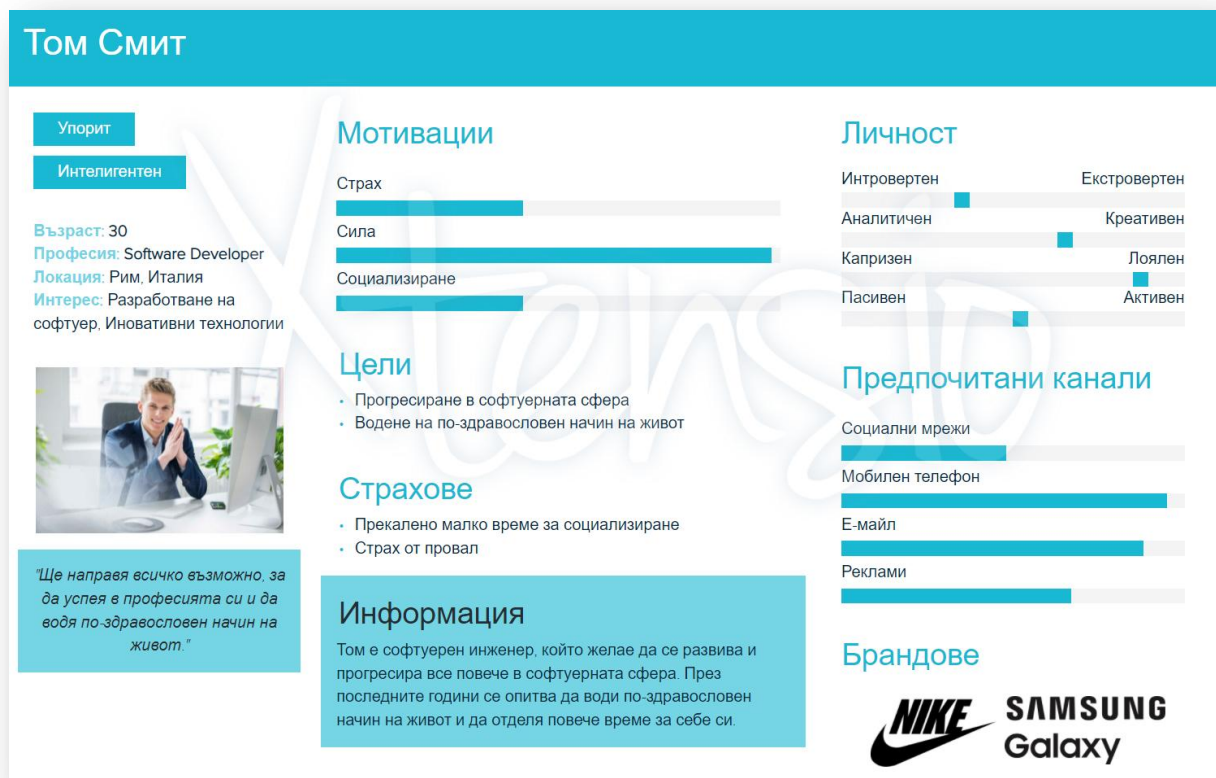 Том Смит
Упорит
Интелигентен
Възраст: 30
Професия: Software Developer
Локация: Рим, Италия
Интерес: Разработване на
софтуер, Иновативни технологии
"Ще направя всичко възможно, за
да успея в професията си и да
водя по-здравословен начин на
живот."
Мотивации
Страх
Сила
Социализиране
Цели
• Прогресиране в софтуерната сфера
• Водене на по-здравословен начин на живот
Страхове
• Прекалено малко време за социализиране
• Страх от провал
Информация
Том е софтуерен инженер, който желае да се развива и
прогресира все повече в софтуерната сфера. През
последните години се опитва да води по-здравословен
начин на живот и да отделя повече време за себе си.
Личност
Интровертен Екстровертен
Аналитичен Креативен
Капризен Лоялен
Пасивен Активен
Предпочитани канали
Социални мрежи
Мобилен телефон
Е-майл
Реклами
Брандове
NIKE
SAMSUNG
Galaxy
Xtensio